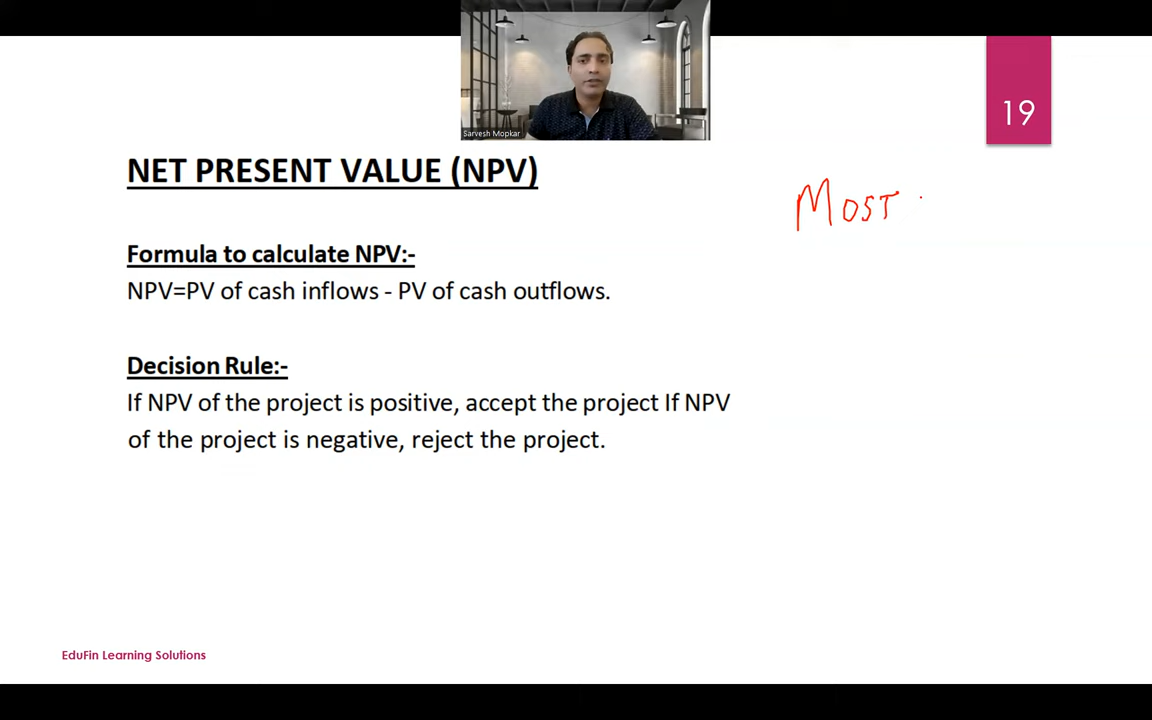 Sarvesh Mopkar
19
NET PRESENT VALUE (NPV)
MOST
Formula to calculate NPV:-
NPV=PV of cash inflows - PV of cash outflows.
Decision Rule:-
If NPV of the project is positive, accept the project If NPV
of the project is negative, reject the project.
EduFin Learning Solutions